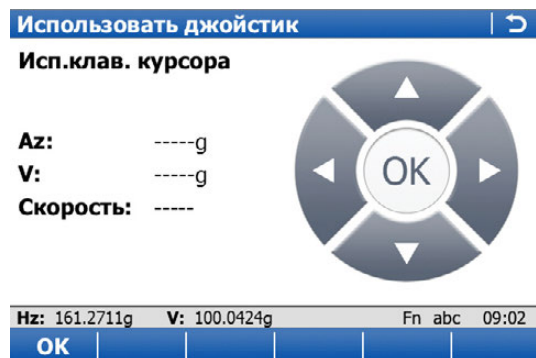 Использовать джойстик
Исп.клав. курсора
Az: -----g
V: -----g
Скорость: -----
OK
Hz: 161.2711g V: 100.0424g Fn abc 09:02
OK